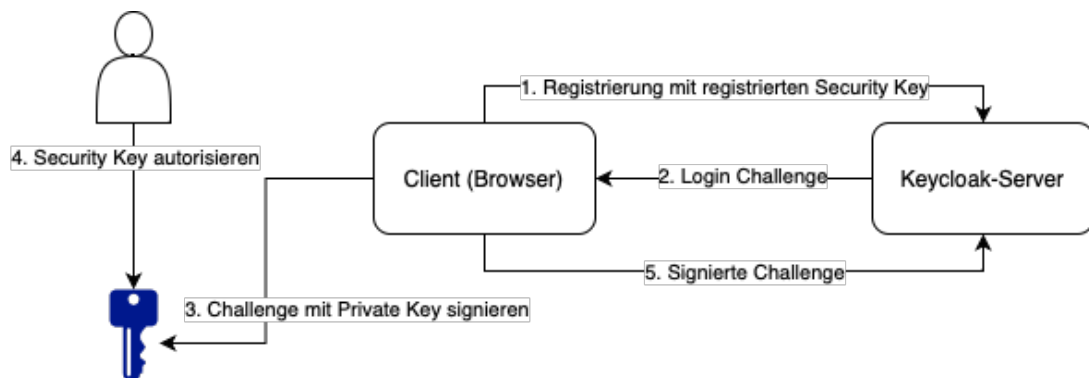 1. Registrierung mit registrierten Security Key
4. Security Key autorisieren
Client (Browser)
2. Login Challenge
Keycloak-Server
5. Signierte Challenge
3. Challenge mit Private Key signieren